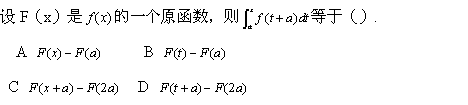 设 F（x）是 f(x) 的一个原函数，则 ∫ₐˣ f(t+a)dt 等于（）.
A F(x)−F(a) B F(t)−F(a)
C F(x+a)−F(2a) D F(t+a)−F(2a)